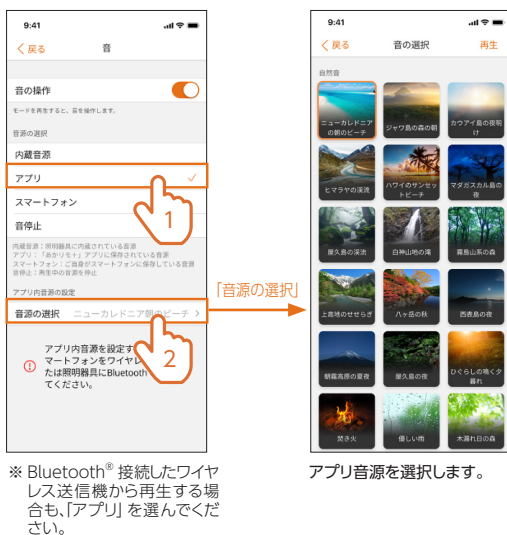 9:41
戻る
音
音の操作
モードを再生すると、音を操作します。
音源の選択
内蔵音源
アプリ
スマートフォン
音停止
内蔵音源：照明器具に内蔵されている音源
アプリ：「あかりモ+」アプリに保存されている音源
スマートフォン：ご自身がスマートフォンに保存している音源
音停止：再生中の音源を停止
アプリ内音源の設定
音源の選択 ニューカレドニア朝のビーチ
アプリ内音源を設定す
マートフォンをワイヤレ
たは照明器具にBluetooth
てください。
1
2
※ Bluetooth® 接続したワイヤ
レス送信機から再生する場
合も、「アプリ」を選んでくだ
さい。
「音源の選択」
9:41
戻る
音の選択
再生
自然音
ニューカレドニア
の朝のビーチ
ジャワ島の森の朝
カウアイ島の夜明
け
ヒマラヤの渓流
ハワイのサンセッ
トビーチ
マダガスカル島の
夜
屋久島の渓流
白神山地の滝
霧島山系の森
上高地のせせらぎ
八ヶ岳の秋
西表島の夜
朝霧高原の夏夜
屋久島の夜
ひぐらしの鳴く夕
暮れ
焚き火
優しい雨
木漏れ日の森
アプリ音源を選択します。